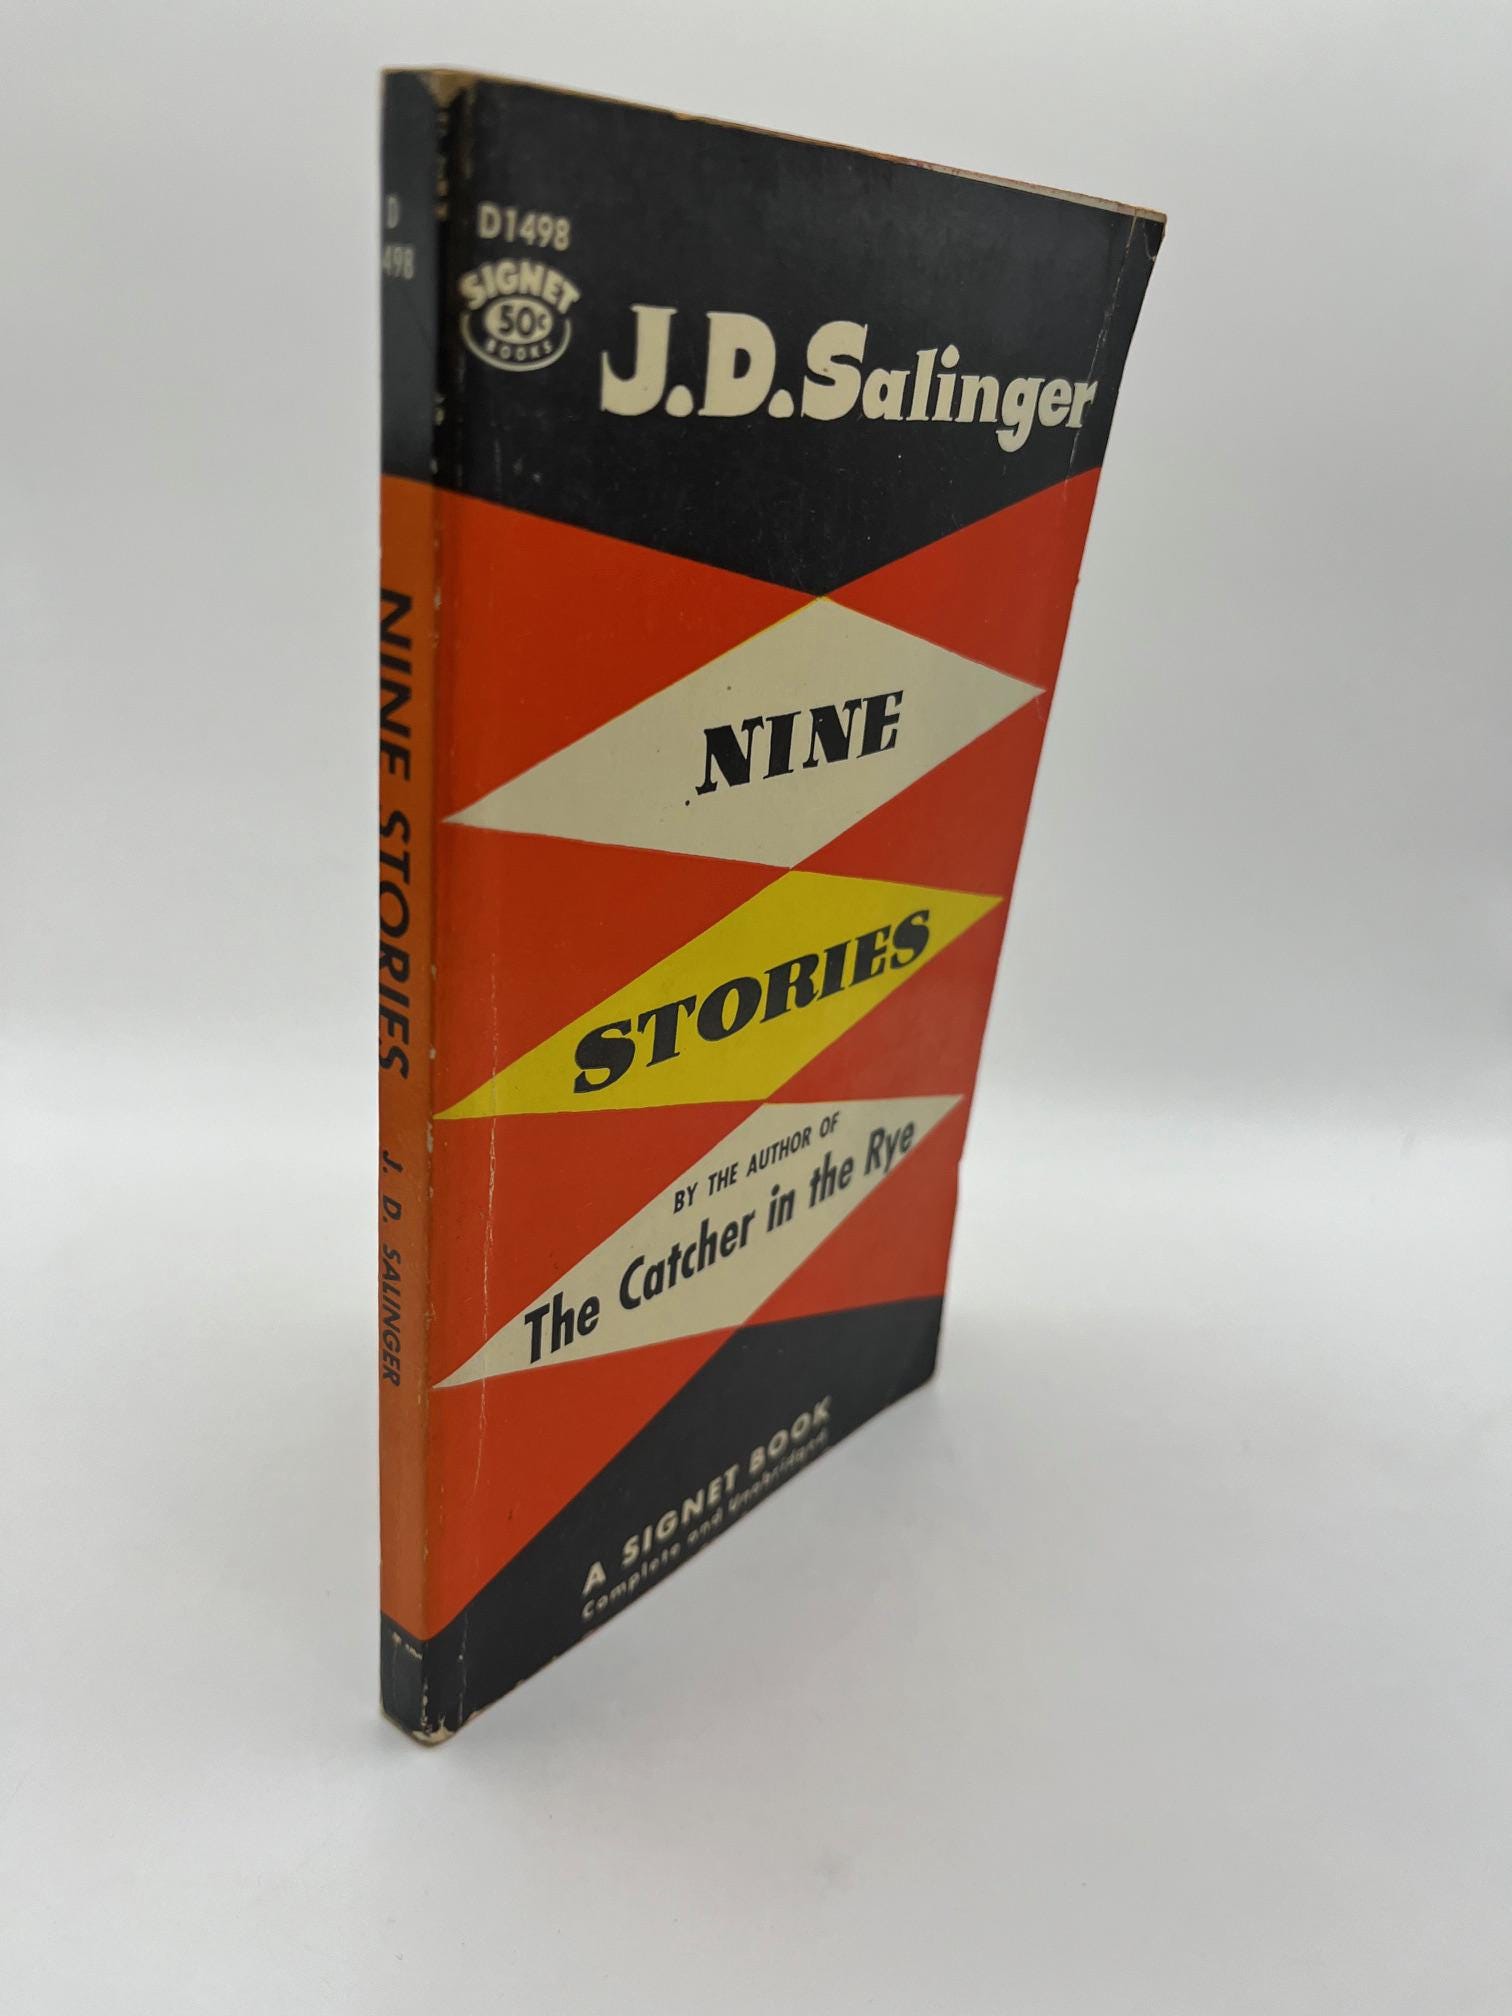 D1498
SIGNET
50¢
BOOKS
J.D.Salinger
NINE
STORIES
BY THE AUTHOR OF
The Catcher in the Rye
A SIGNET BOOK
Complete and Unabridged
D
498
NINE STORIES J. D. SALINGER